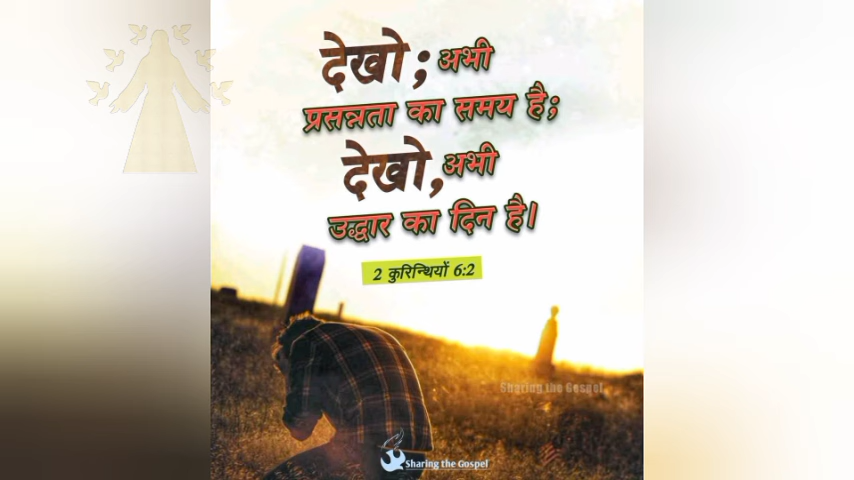 देखो; अभी
प्रसन्नता का समय है;
देखो, अभी
उद्धार का दिन है।
2 कुरिन्थियों 6:2
Sharing the Gospel
Sharing the Gospel